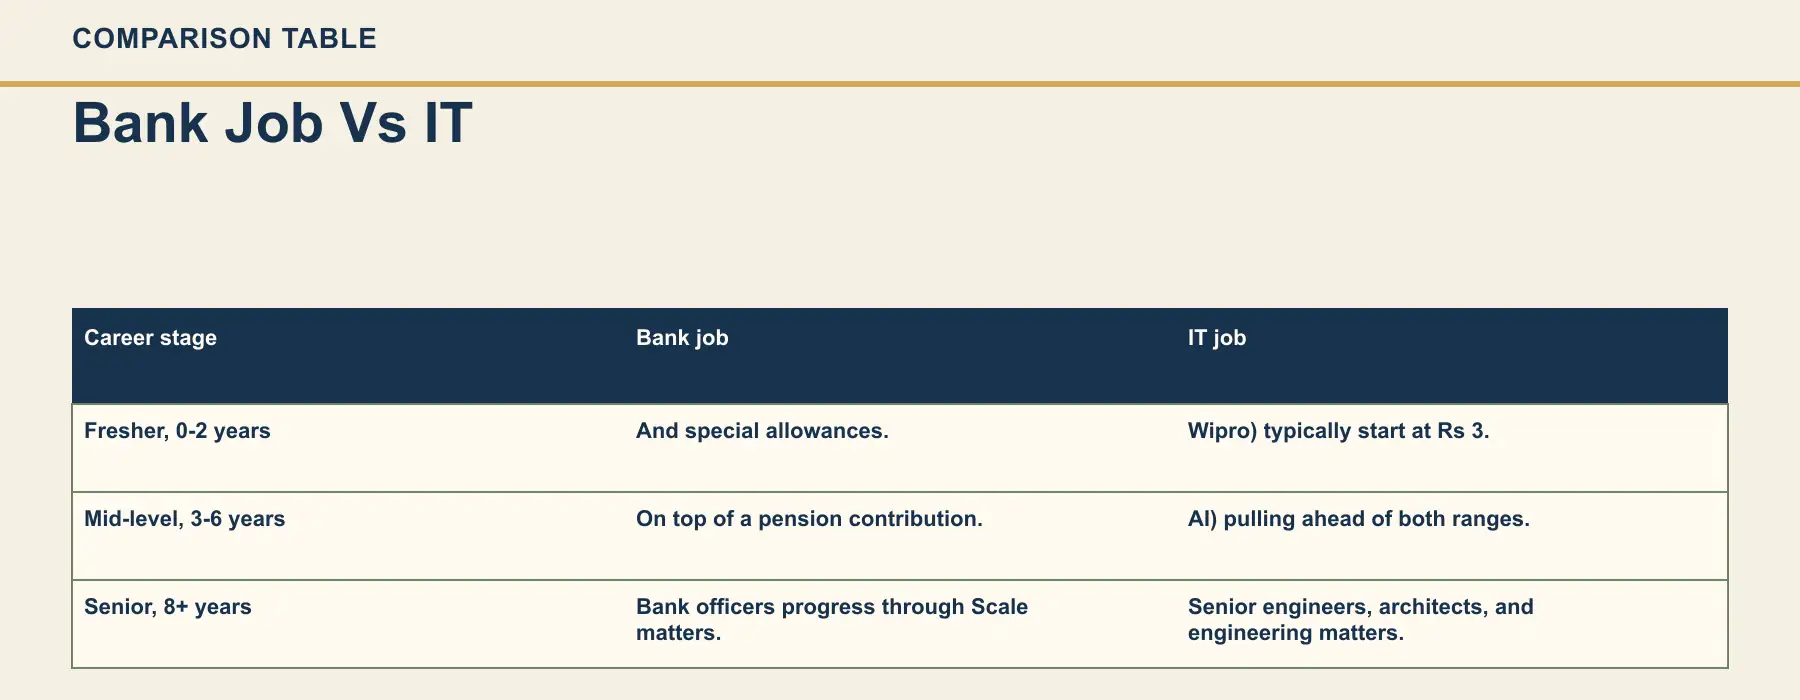 COMPARISON TABLE
Bank Job Vs IT
Career stage
Bank job
IT job
Fresher, 0-2 years
And special allowances.
Wipro) typically start at Rs 3.
Mid-level, 3-6 years
On top of a pension contribution.
AI) pulling ahead of both ranges.
Senior, 8+ years
Bank officers progress through Scale
matters.
Senior engineers, architects, and
engineering matters.